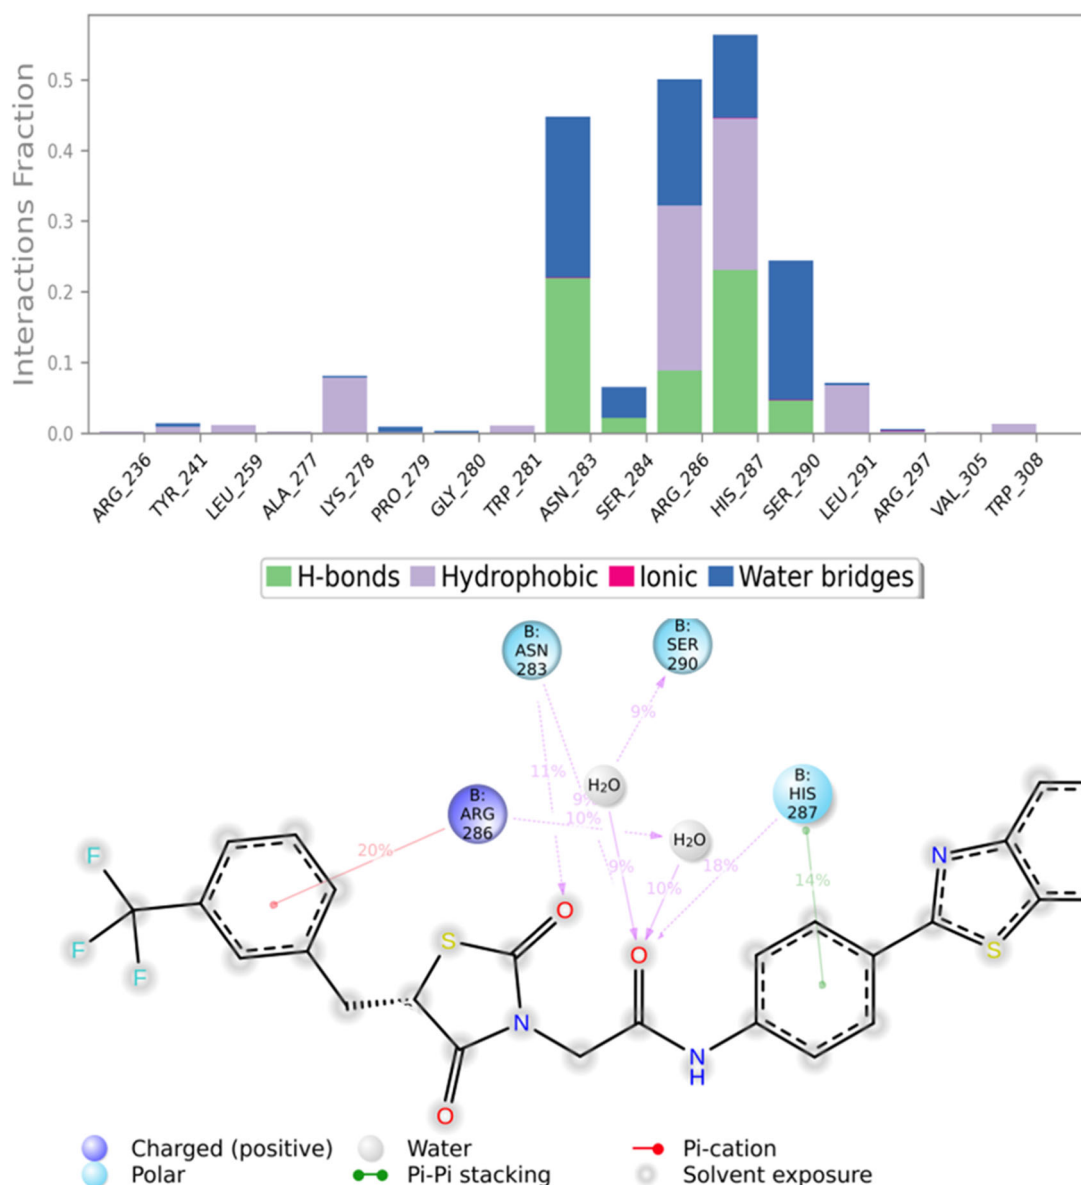 Interactions Fraction
0.5
0.4
0.3
0.2
0.1
0.0
ARG_236
TYR_241
LEU_259
ALA_277
LYS_278
PRO_279
GLY_280
TRP_281
ASN_283
SER_284
ARG_286
HIS_287
SER_290
LEU_291
ARG_297
VAL_305
TRP_308
H-bonds Hydrophobic Ionic Water bridges
B:
ASN
283
B:
SER
290
9%
11%
H₂O
9%
10%
B:
HIS
287
B:
ARG
286
H₂O
20%
9%
18%
10%
14%
F
F
F
S
O
O
N
O
N
H
N
S
Charged (positive) Water Pi-cation
Polar Pi-Pi stacking Solvent exposure